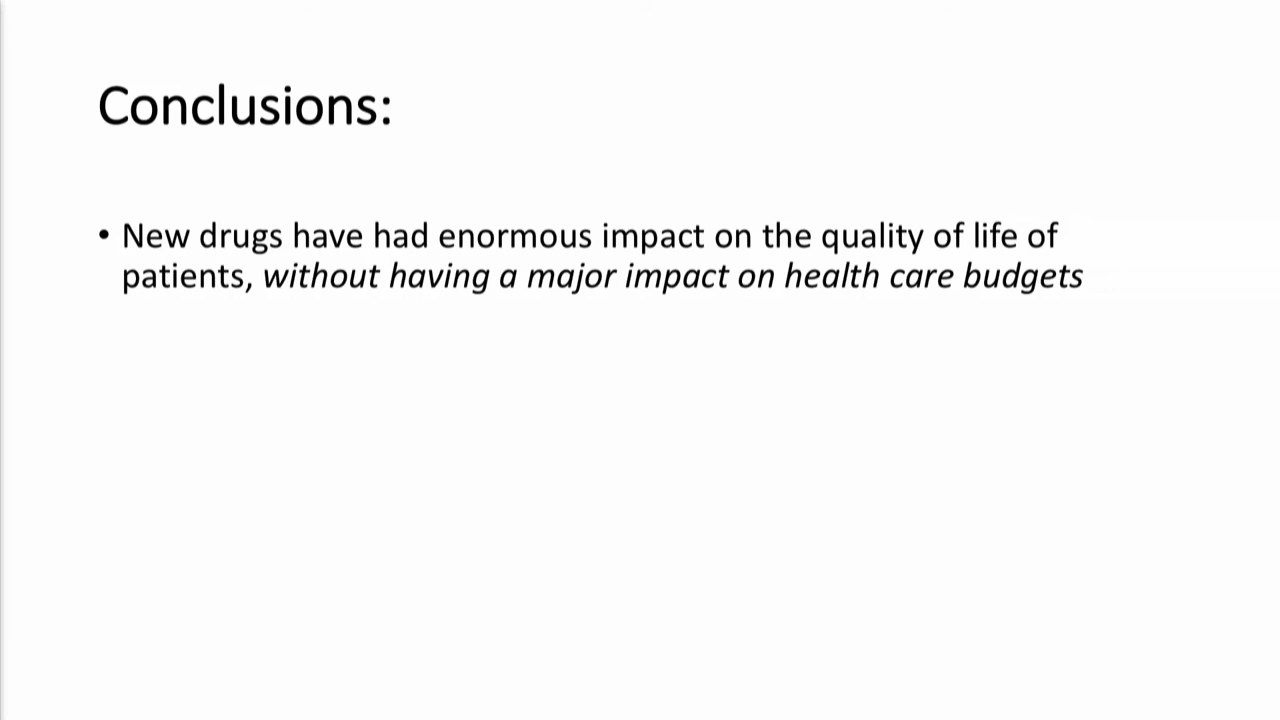 Conclusions:
• New drugs have had enormous impact on the quality of life of
patients, without having a major impact on health care budgets